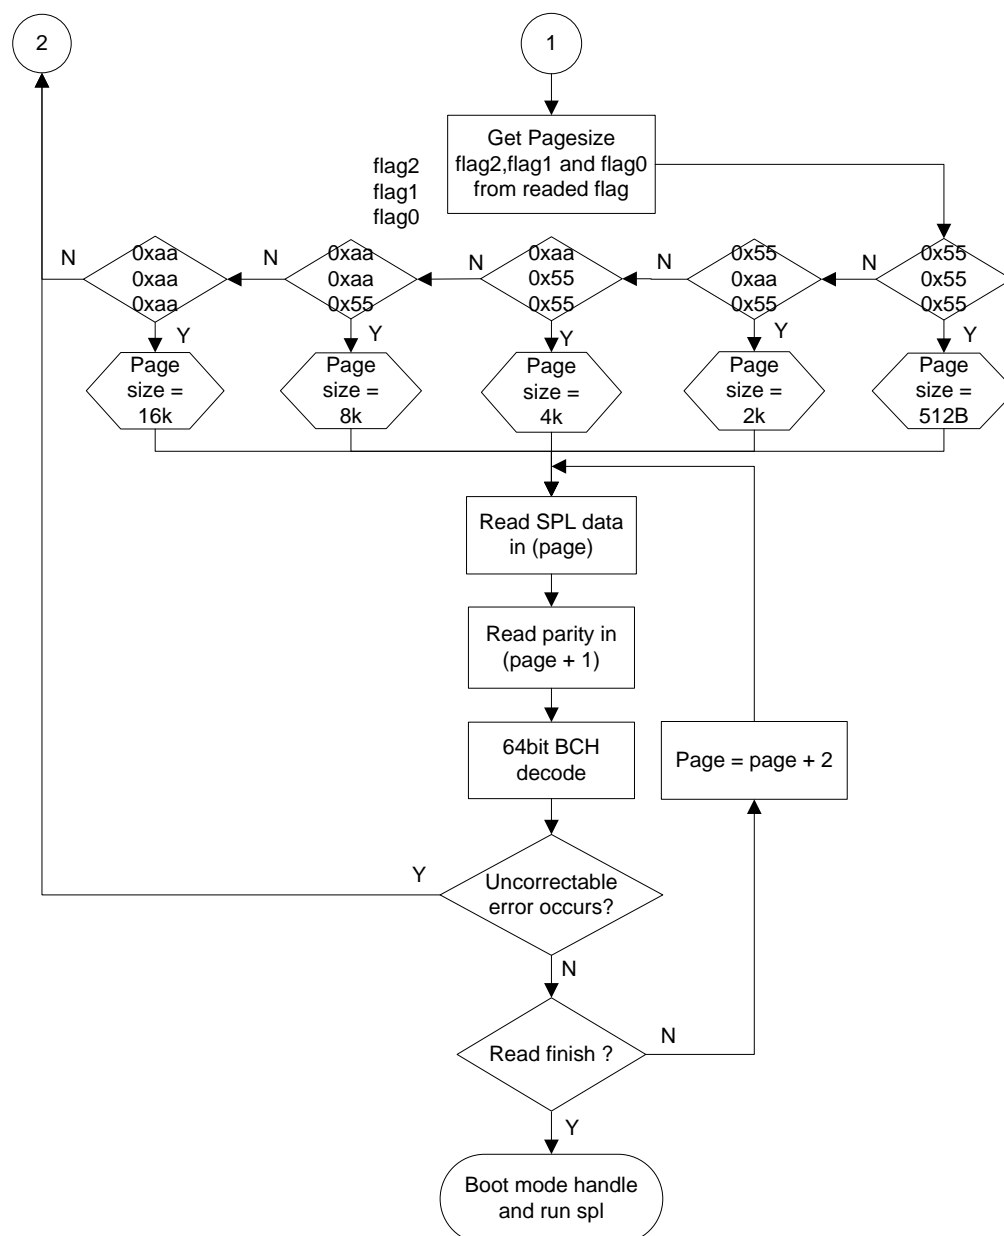 2
1
Get Pagesize
flag2,flag1 and flag0
from readed flag
flag2
flag1
flag0
N
0xaa
0xaa
0xaa
N
0xaa
0xaa
0x55
N
0xaa
0x55
0x55
N
0x55
0xaa
0x55
N
0x55
0x55
0x55
Y
Y
Y
Y
Y
Page
size =
16k
Page
size =
8k
Page
size =
4k
Page
size =
2k
Page
size =
512B
Read SPL data
in (page)
Read parity in
(page + 1)
64bit BCH
decode
Page = page + 2
Y
Uncorrectable
error occurs?
N
Read finish ?
N
Y
Boot mode handle
and run spl